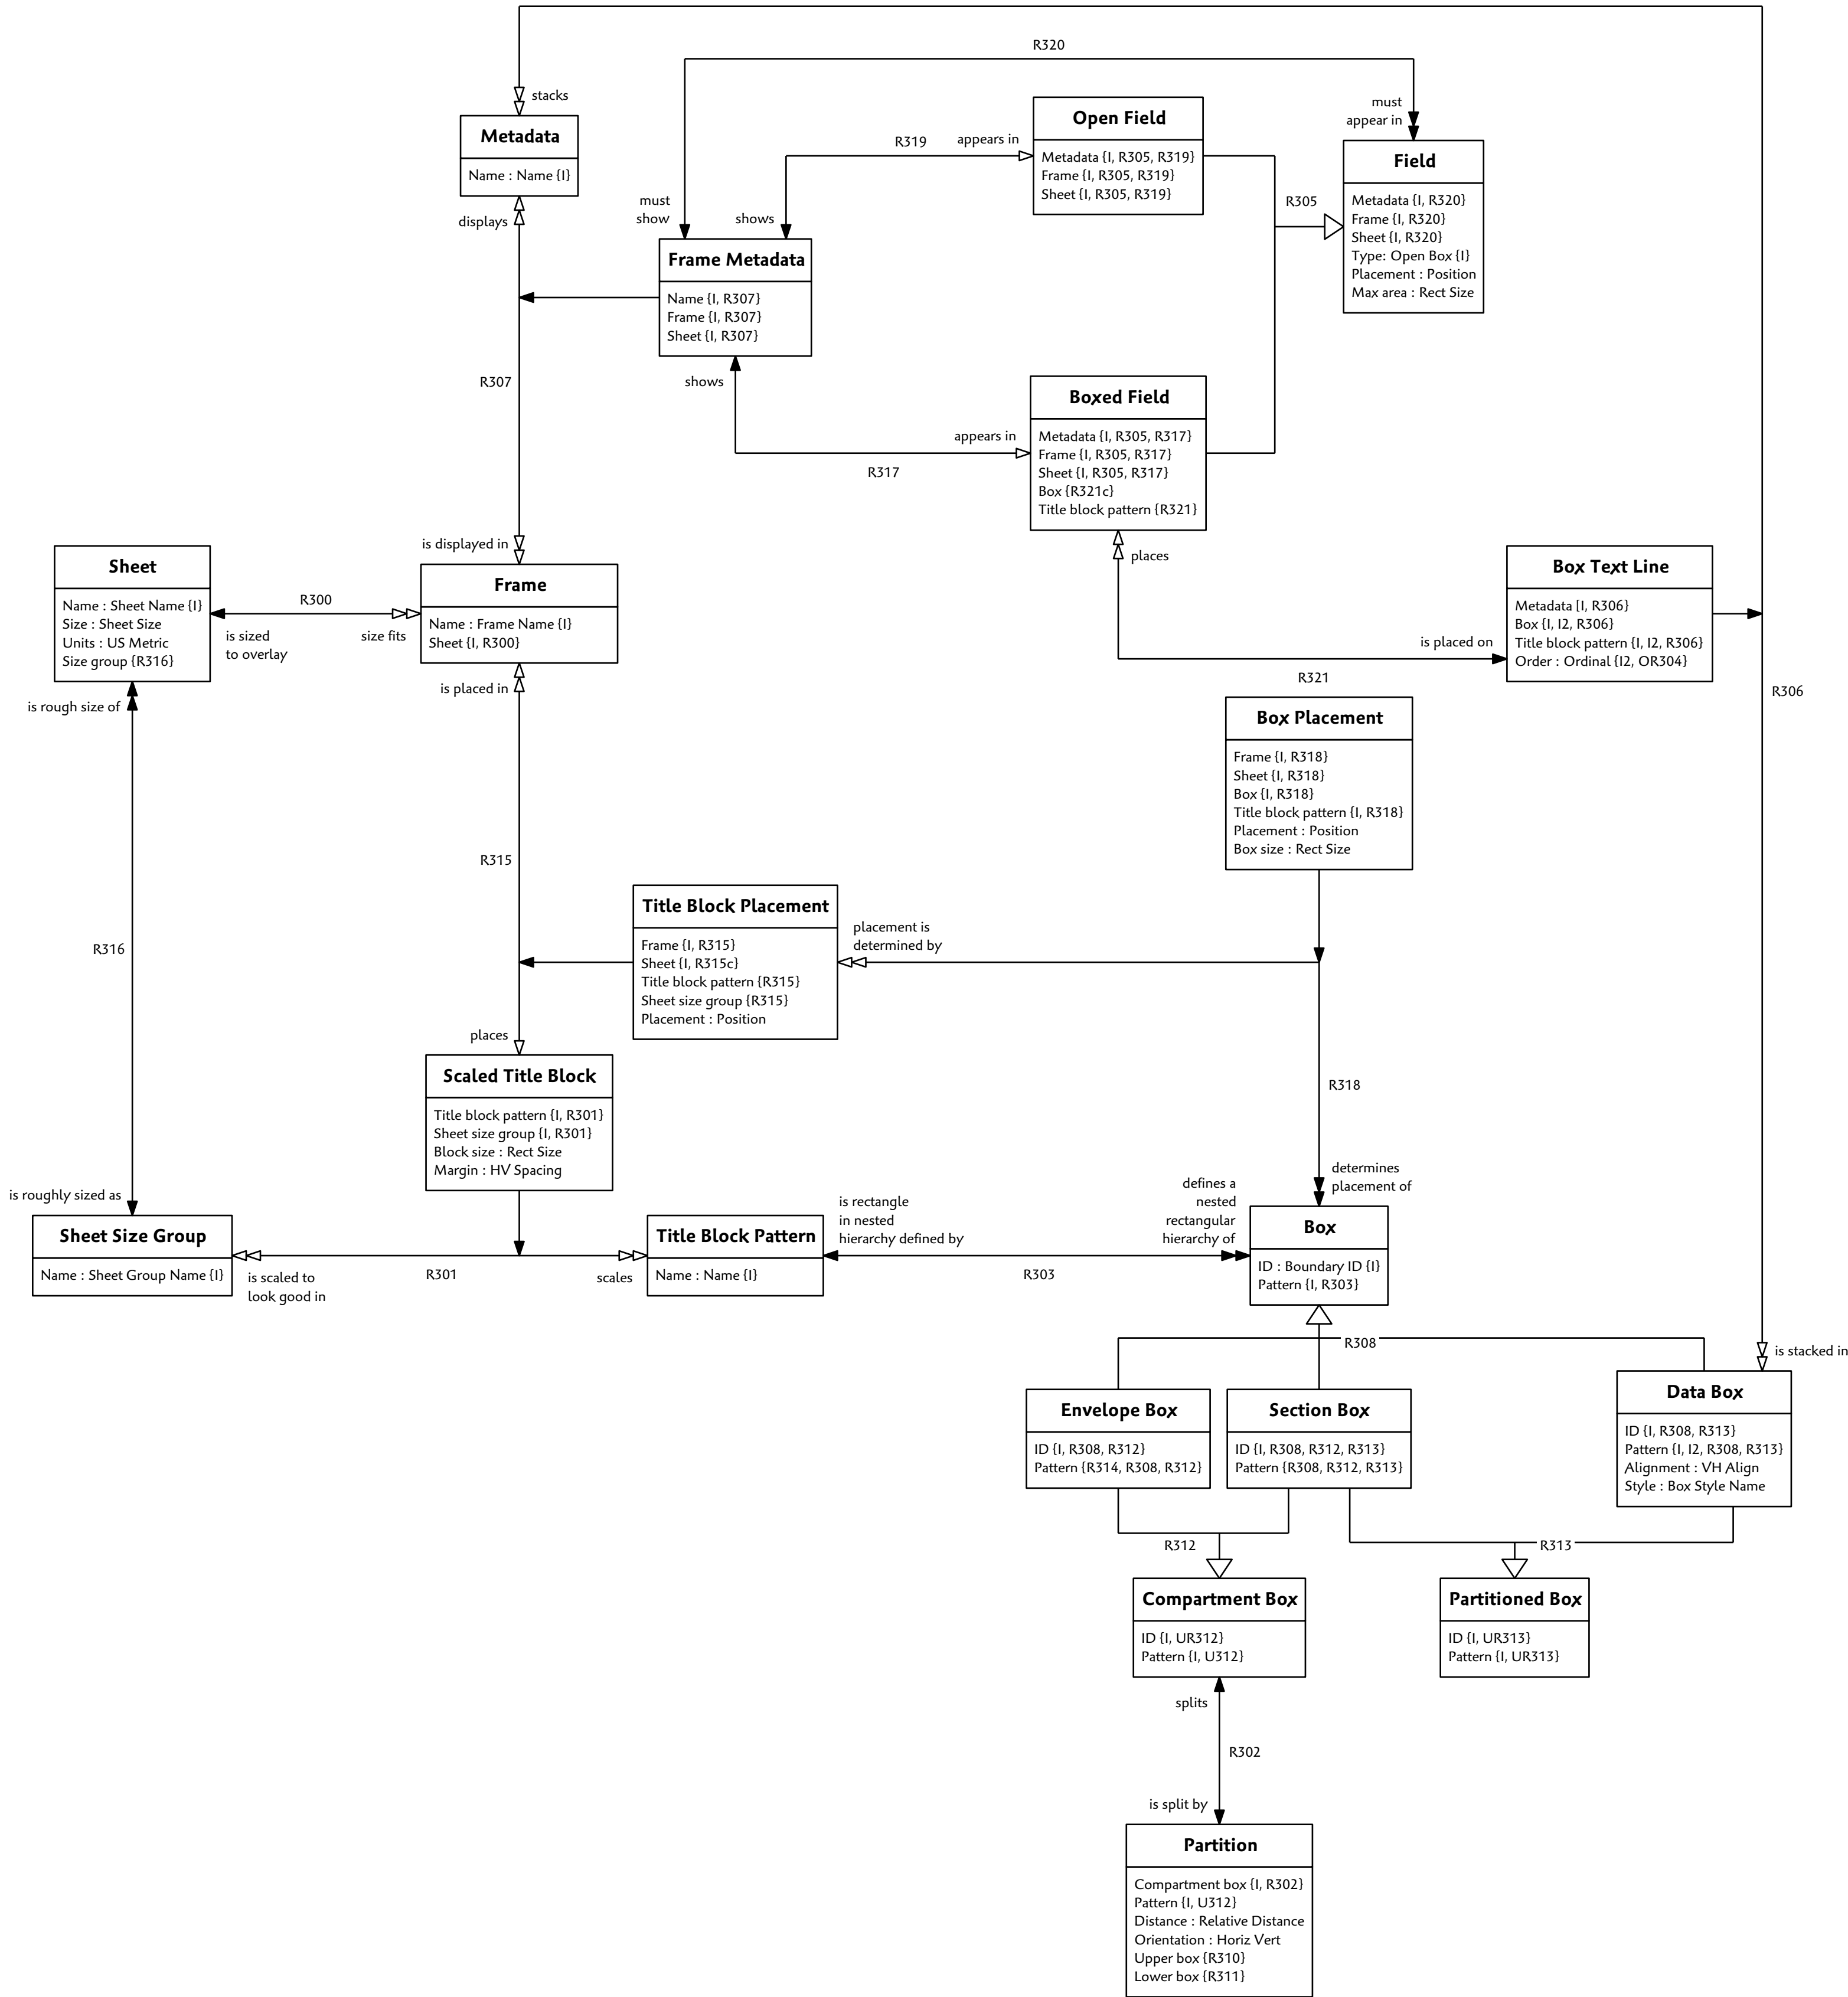 R320
stacks
must
appear in
Metadata
Name : Name {I}
displays
Open Field
Metadata {I, R305, R319}
Frame {I, R305, R319}
Sheet {I, R305, R319}
R319
appears in
Field
Metadata {I, R320}
Frame {I, R320}
Sheet {I, R320}
Type: Open Box {I}
Placement : Position
Max area : Rect Size
R305
must
show
shows
Frame Metadata
Name {I, R307}
Frame {I, R307}
Sheet {I, R307}
R307
shows
Boxed Field
Metadata {I, R305, R317}
Frame {I, R305, R317}
Sheet {I, R305, R317}
Box {R321c}
Title block pattern {R321}
appears in
R317
places
is displayed in
Sheet
Name : Sheet Name {I}
Size : Sheet Size
Units : US Metric
Size group {R316}
R300
is sized
to overlay
size fits
Frame
Name : Frame Name {I}
Sheet {I, R300}
is placed in
Box Text Line
Metadata [I, R306}
Box {I, I2, R306}
Title block pattern {I, I2, R306}
Order : Ordinal {I2, OR304}
is placed on
R321
R306
is rough size of
Box Placement
Frame {I, R318}
Sheet {I, R318}
Box {I, R318}
Title block pattern {I, R318}
Placement : Position
Box size : Rect Size
R315
Title Block Placement
Frame {I, R315}
Sheet {I, R315c}
Title block pattern {R315}
Sheet size group {R315}
Placement : Position
placement is
determined by
R316
places
Scaled Title Block
Title block pattern {I, R301}
Sheet size group {I, R301}
Block size : Rect Size
Margin : HV Spacing
R318
determines
placement of
is roughly sized as
Sheet Size Group
Name : Sheet Group Name {I}
is scaled to
look good in
R301
scales
Title Block Pattern
Name : Name {I}
is rectangle
in nested
hierarchy defined by
R303
defines a
nested
rectangular
hierarchy of
Box
ID : Boundary ID {I}
Pattern {I, R303}
R308
is stacked in
Envelope Box
ID {I, R308, R312}
Pattern {R314, R308, R312}
Section Box
ID {I, R308, R312, R313}
Pattern {R308, R312, R313}
Data Box
ID {I, R308, R313}
Pattern {I, I2, R308, R313}
Alignment : VH Align
Style : Box Style Name
R312
R313
Compartment Box
ID {I, UR312}
Pattern {I, U312}
Partitioned Box
ID {I, UR313}
Pattern {I, UR313}
splits
R302
is split by
Partition
Compartment box {I, R302}
Pattern {I, U312}
Distance : Relative Distance
Orientation : Horiz Vert
Upper box {R310}
Lower box {R311}